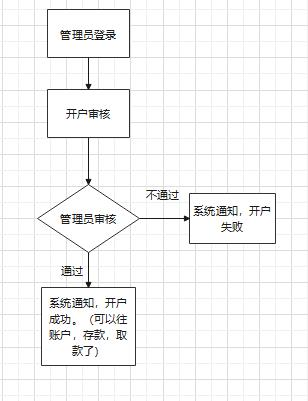 管理员登录
开户审核
管理员审核
不通过
系统通知，开户
失败
通过
系统通知，开户
成功。（可以往
账户，存款，取
款了）